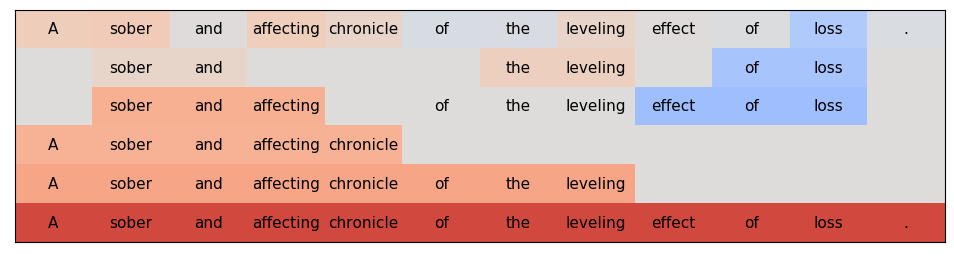 A sober and affecting chronicle of the leveling effect of loss .
sober and the leveling of loss
sober and affecting of the leveling effect of loss
A sober and affecting chronicle
A sober and affecting chronicle of the leveling
A sober and affecting chronicle of the leveling effect of loss .